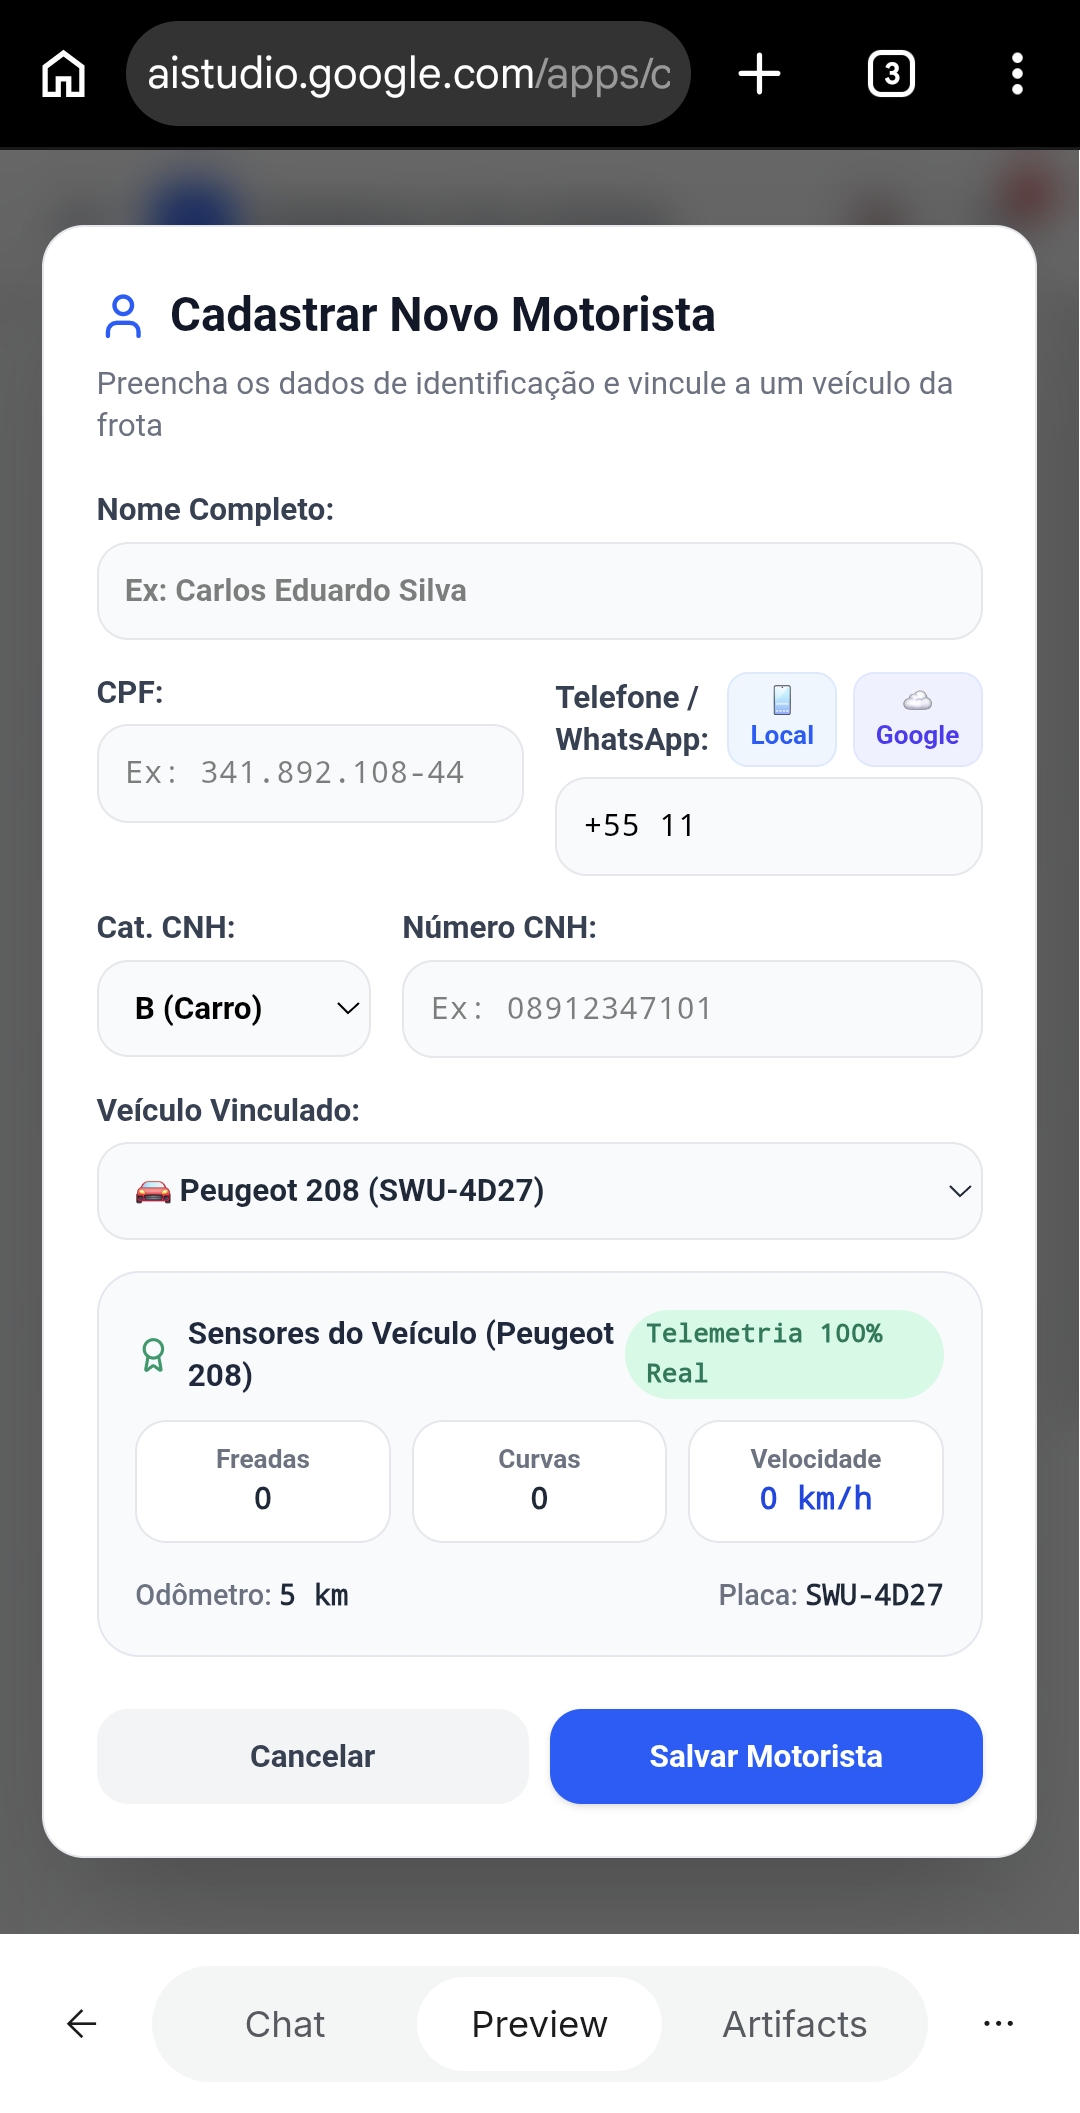 aistudio.google.com/apps/c
3
Cadastrar Novo Motorista
Preencha os dados de identificação e vincule a um veículo da
frota
Nome Completo:
Ex: Carlos Eduardo Silva
CPF:
Ex: 341.892.108-44
Telefone /
WhatsApp:
Local
Google
+55 11
Cat. CNH:
B (Carro)
Número CNH:
Ex: 08912347101
Veículo Vinculado:
Peugeot 208 (SWU-4D27)
Sensores do Veículo (Peugeot
208)
Telemetria 100%
Real
Freadas
0
Curvas
0
Velocidade
0 km/h
Odômetro: 5 km
Placa: SWU-4D27
Cancelar
Salvar Motorista
Chat
Preview
Artifacts